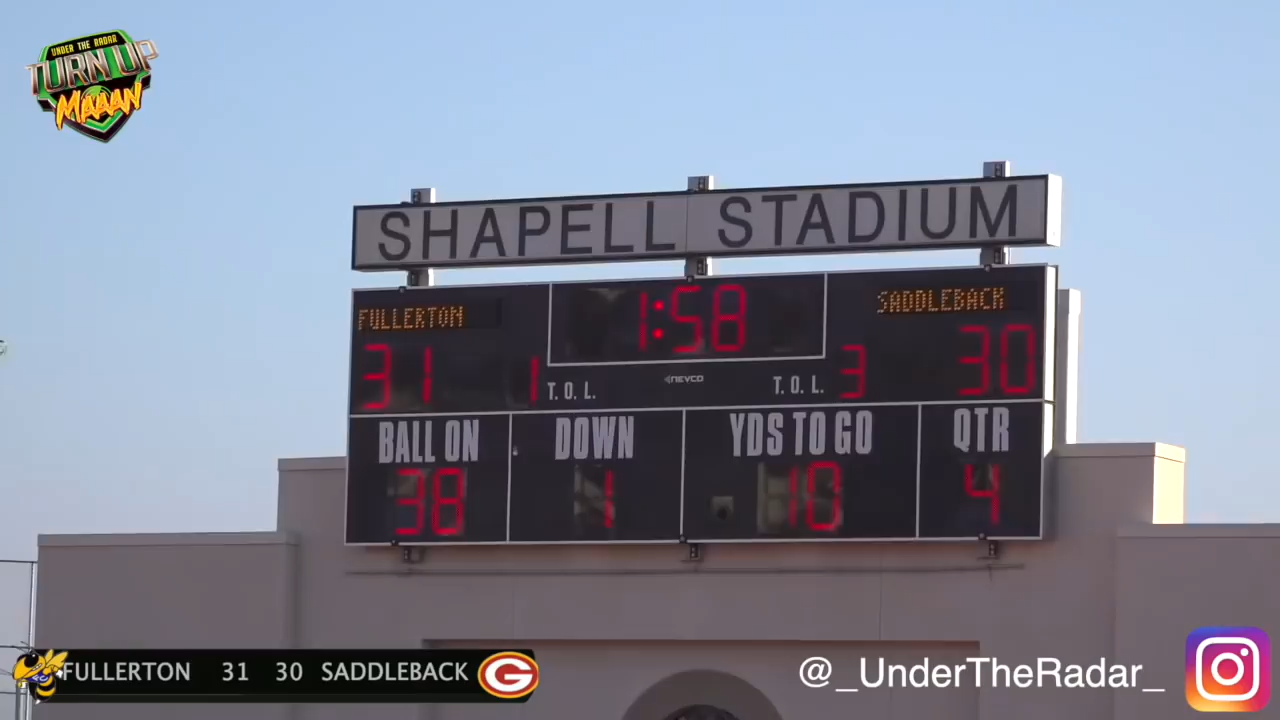 UNDER THE RADAR
TURN UP
MAAAN
SHAPELL STADIUM
FULLERTON
1:58
SADDLEBACK
31
1 T. O. L.
NEVCO
T. O. L. 3
30
BALL ON
DOWN
YDS TO GO
QTR
38
1
10
4
FULLERTON 31 30 SADDLEBACK G
@_UnderTheRadar_